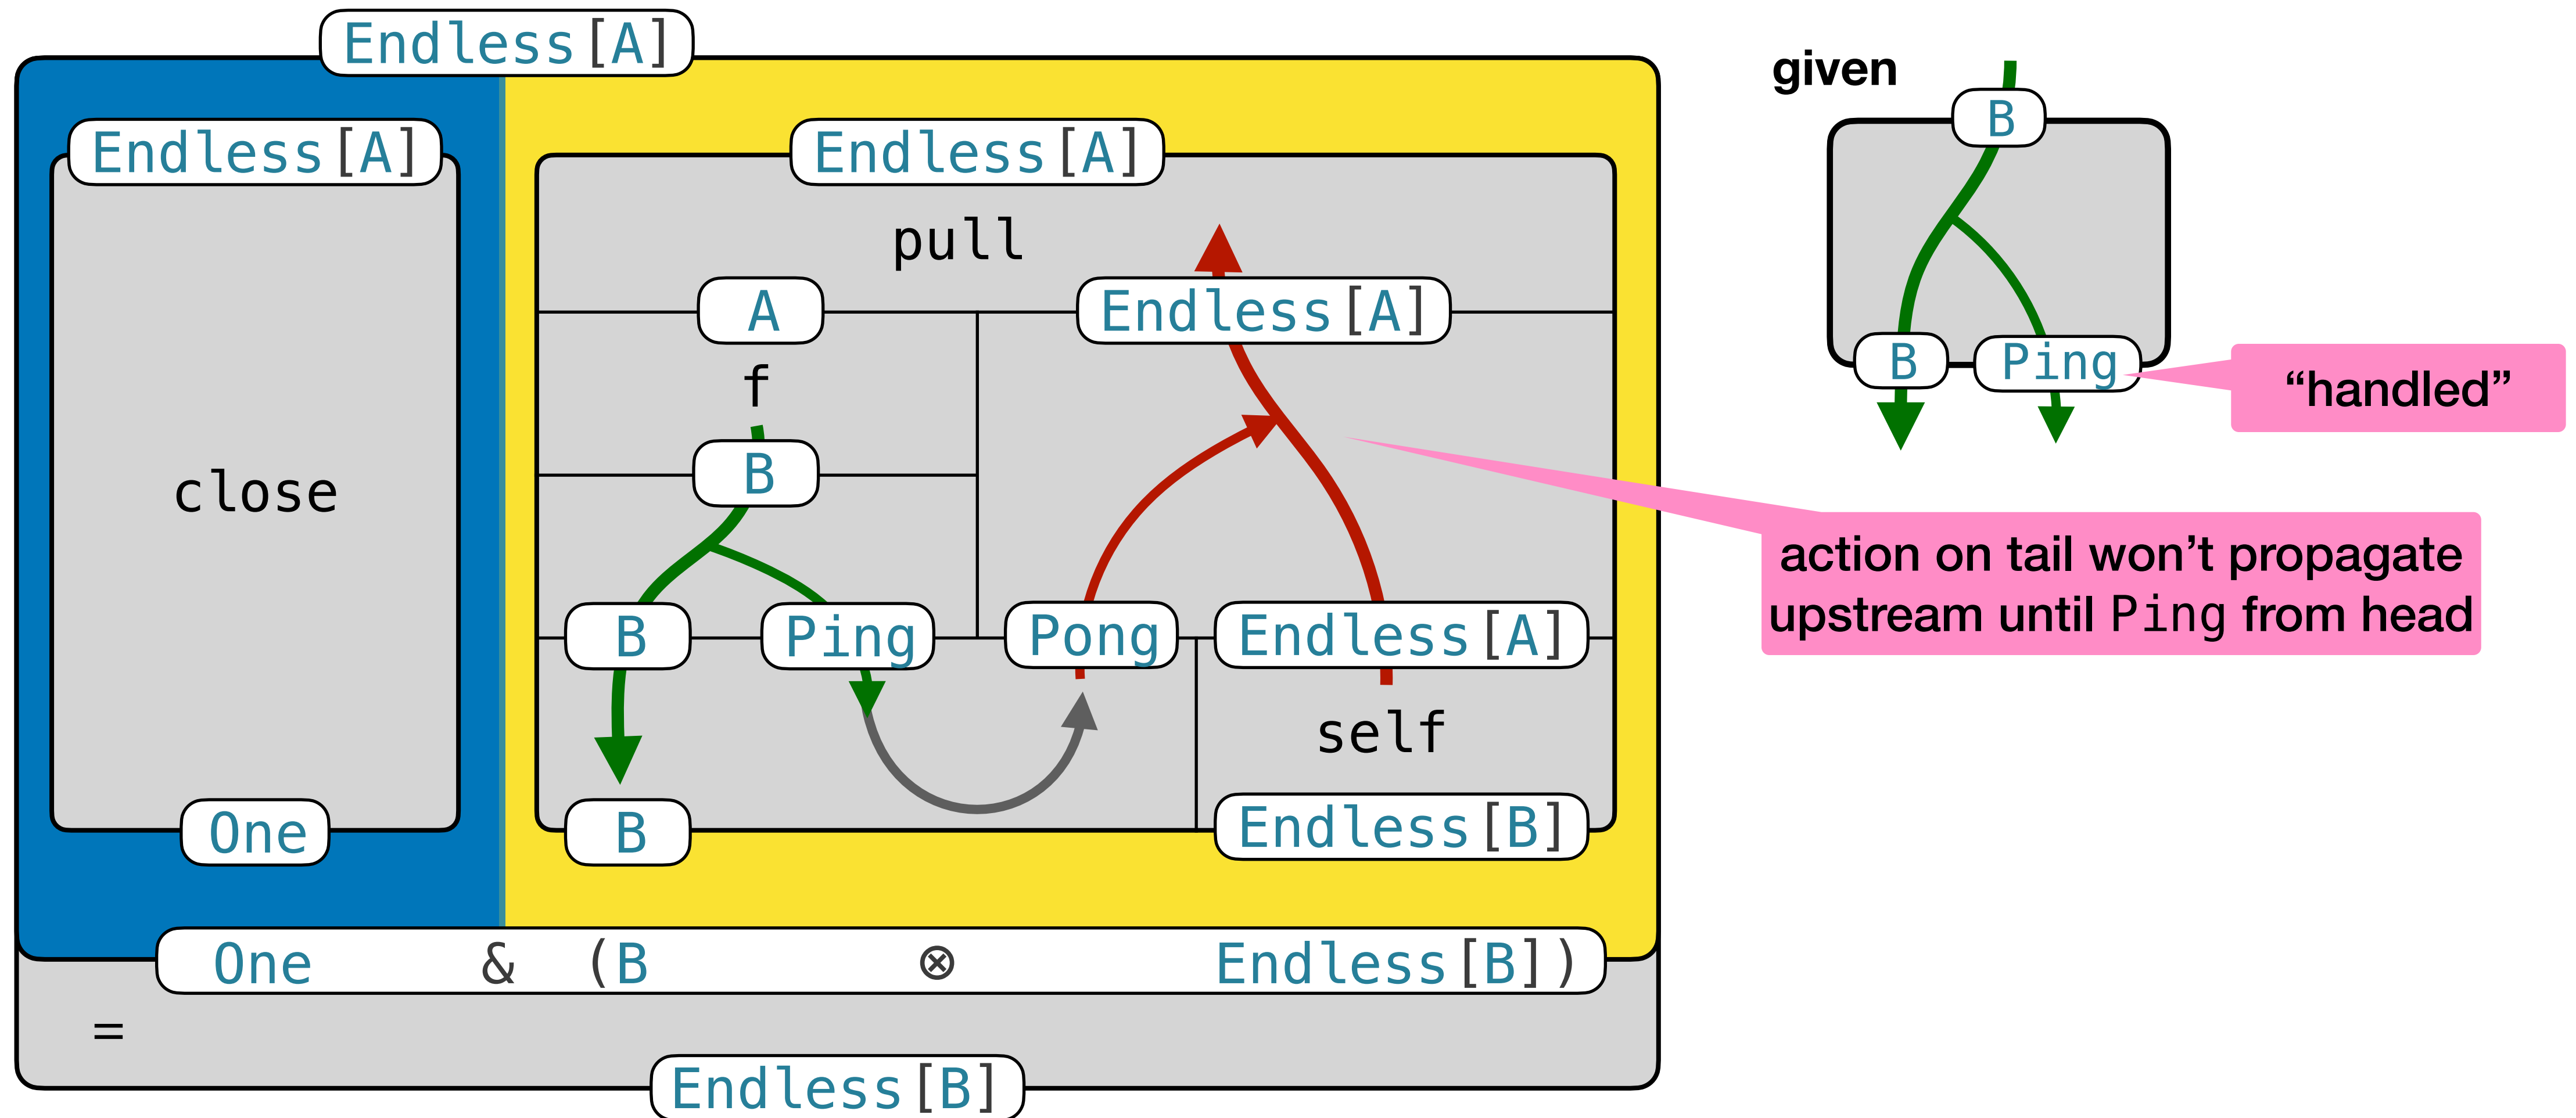 Endless[A]
Endless[A]
close
One
Endless[A]
pull
A
Endless[A]
f
B
B
Ping
Pong
Endless[A]
self
B
Endless[B]
One & (B ⊗ Endless[B])
=
Endless[B]
given
B
B
Ping
“handled”
action on tail won’t propagate
upstream until Ping from head